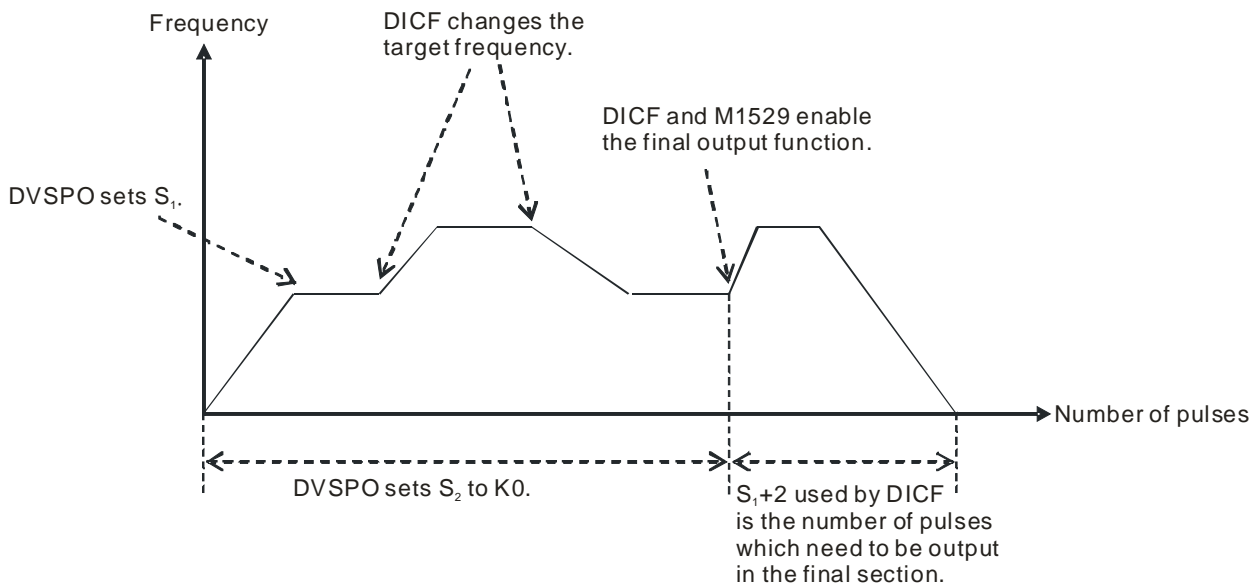 Frequency
DICF changes the
target frequency.
DICF and M1529 enable
the final output function.
DVSPO sets S₁.
Number of pulses
DVSPO sets S₂ to K0.
S₁+2 used by DICF
is the number of pulses
which need to be output
in the final section.